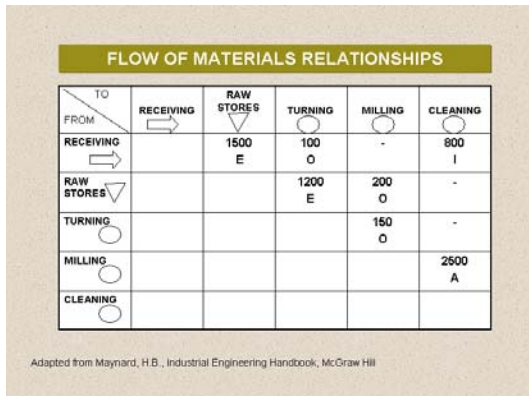 FLOW OF MATERIALS RELATIONSHIPS
TO
FROM
RECEIVING
RAW
STORES
TURNING
MILLING
CLEANING
RECEIVING
1500 100 - 800
E O I
RAW
STORES
1200 200 -
E O
TURNING
150 -
O
MILLING
2500
A
CLEANING
Adapted from Maynard, H.B., Industrial Engineering Handbook, McGraw Hill